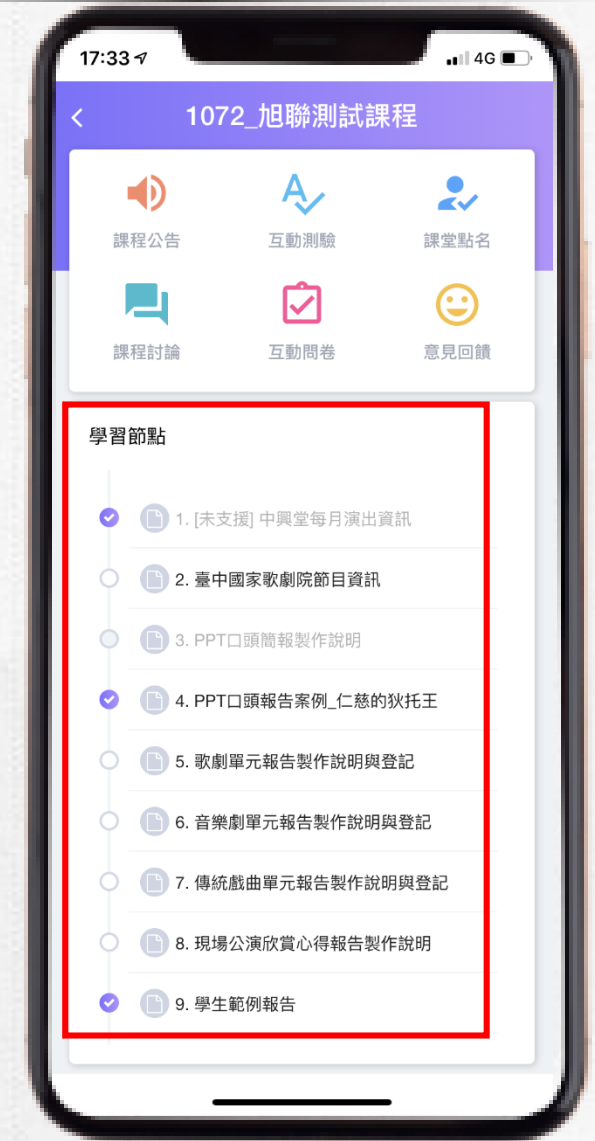 17:33
4G
1072_旭聯測試課程
課程公告
互動測驗
課堂點名
課程討論
互動問卷
意見回饋
學習節點
1. [未支援] 中興堂每月演出資訊
2. 臺中國家歌劇院節目資訊
3. PPT口頭簡報製作說明
4. PPT口頭報告案例_仁慈的狄托王
5. 歌劇單元報告製作說明與登記
6. 音樂劇單元報告製作說明與登記
7. 傳統戲曲單元報告製作說明與登記
8. 現場公演欣賞心得報告製作說明
9. 學生範例報告